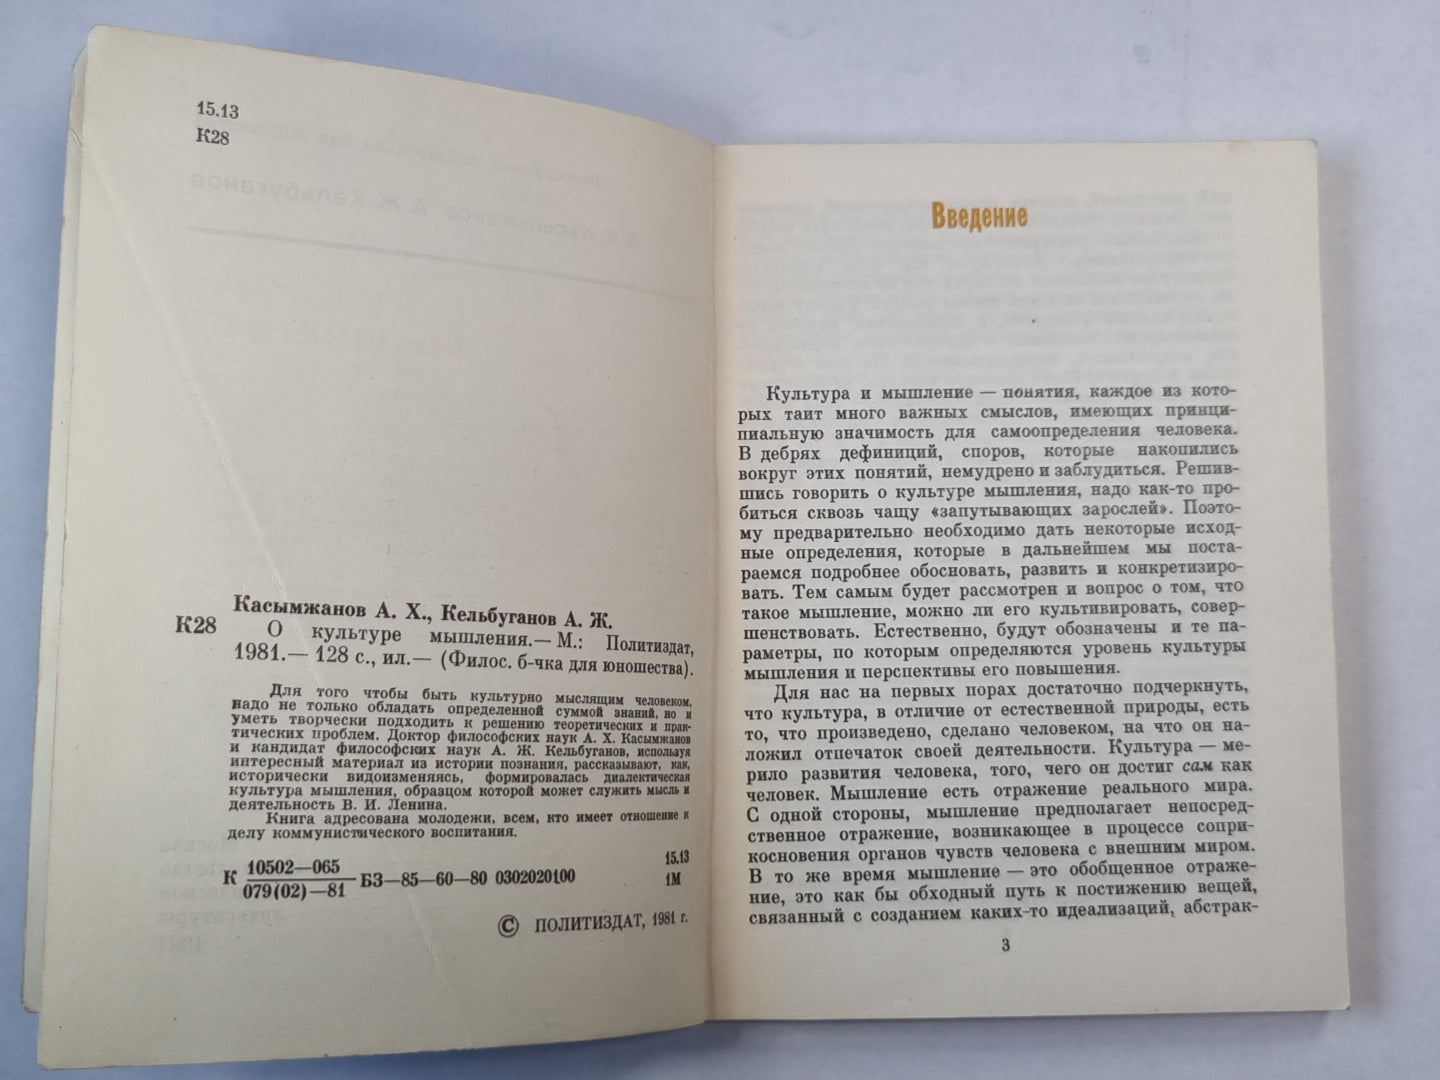 15.13
К28
Касымжанов А. Х., Кельбуганов А. Ж.
К28 О культуре мышления.— М.: Политиздат,
1981.— 128 с., ил.— (Филос. б-чка для юношества).
Для того чтобы быть культурно мыслящим человеком,
надо не только обладать определенной суммой знаний, но и
уметь творчески подходить к решению теоретических и прак-
тических проблем. Доктор философских наук А. Х. Касымжанов
и кандидат философских наук А. Ж. Кельбуганов, используя
интересный материал из истории познания, рассказывают, как,
исторически видоизменяясь, формировалась диалектическая
культура мышления, образцом которой может служить мысль и
деятельность В. И. Ленина.
Книга адресована молодежи, всем, кто имеет отношение к
делу коммунистического воспитания.
К 10502—065
079(02)—81 БЗ—85—60—80 0302020100
15.13
1М
© ПОЛИТИЗДАТ, 1981 г.
Введение
Культура и мышление — понятия, каждое из кото-
рых таит много важных смыслов, имеющих принци-
пиальную значимость для самоопределения человека.
В дебрях дефиниций, споров, которые накопились
вокруг этих понятий, немудрено и заблудиться. Решив-
шись говорить о культуре мышления, надо как-то про-
биться сквозь чащу «запутывающих зарослей». Поэто-
му предварительно необходимо дать некоторые исход-
ные определения, которые в дальнейшем мы поста-
раемся подробнее обосновать, развить и конкретизиро-
вать. Тем самым будет рассмотрен и вопрос о том, что
такое мышление, можно ли его культивировать, совер-
шенствовать. Естественно, будут обозначены и те па-
раметры, по которым определяются уровень культуры
мышления и перспективы его повышения.
Для нас на первых порах достаточно подчеркнуть,
что культура, в отличие от естественной природы, есть
то, что произведено, сделано человеком, на что он на-
ложил отпечаток своей деятельности. Культура — ме-
рило развития человека, того, чего он достиг сам как
человек. Мышление есть отражение реального мира.
С одной стороны, мышление предполагает непосред-
ственное отражение, возникающее в процессе сопри-
косновения органов чувств человека с внешним миром.
В то же время мышление — это обобщенное отраже-
ние, это как бы обходный путь к постижению вещей,
связанный с созданием каких-то идеализаций, абстрак-
3